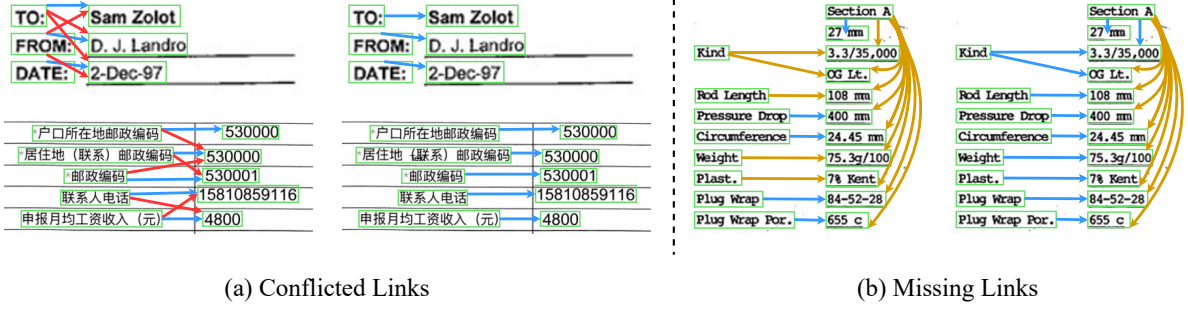 TO: Sam Zolot
FROM: D. J. Landro
DATE: 2-Dec-97
*户口所在地邮政编码 530000
*居住地（联系）邮政编码 530000
*邮政编码 530001
联系人电话 15810859116
申报月均工资收入（元） 4800
TO: Sam Zolot
FROM: D. J. Landro
DATE: 2-Dec-97
*户口所在地邮政编码 530000
*居住地（联系）邮政编码 530000
*邮政编码 530001
联系人电话 15810859116
申报月均工资收入（元） 4800
(a) Conflicted Links
Section A
27 mm
Kind 3.3/35,000
OG Lt.
Rod Length 108 mm
Pressure Drop 400 mm
Circumference 24.45 mm
Weight 75.3g/100
Plast. 7% Kent
Plug Wrap 84-52-28
Plug Wrap Por. 655 c
Section A
27 mm
Kind 3.3/35,000
OG Lt.
Rod Length 108 mm
Pressure Drop 400 mm
Circumference 24.45 mm
Weight 75.3g/100
Plast. 7% Kent
Plug Wrap 84-52-28
Plug Wrap Por. 655 c
(b) Missing Links